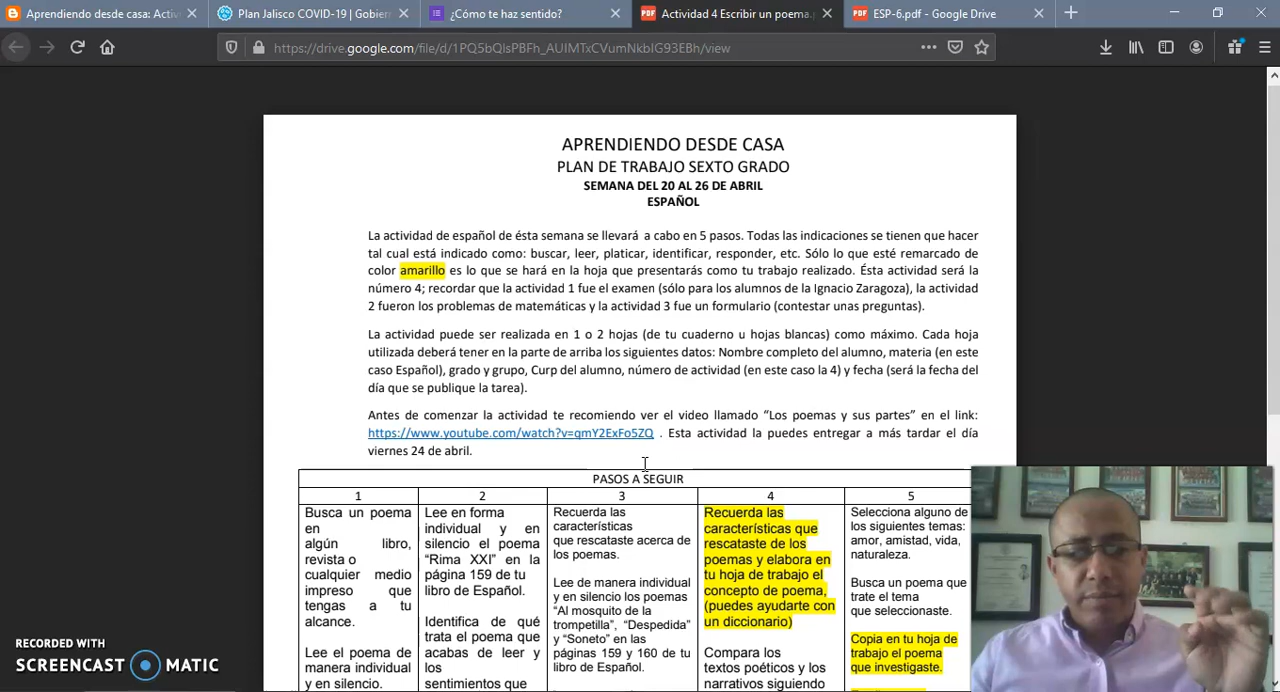 Aprendiendo desde casa: Activ
Plan Jalisco COVID-19 | Gobierr
¿Cómo te haz sentido?
PDF
Actividad 4 Escribir un poema.p
PDF
ESP-6.pdf - Google Drive
https://drive.google.com/file/d/1PQ5bQlsPBFh_AUIMTxCVumNkbIG93EBh/view
APRENDIENDO DESDE CASA
PLAN DE TRABAJO SEXTO GRADO
SEMANA DEL 20 AL 26 DE ABRIL
ESPAÑOL
La actividad de español de ésta semana se llevará a cabo en 5 pasos. Todas las indicaciones se tienen que hacer
tal cual está indicado como: buscar, leer, platicar, identificar, responder, etc. Sólo lo que esté remarcado de
color amarillo es lo que se hará en la hoja que presentarás como tu trabajo realizado. Ésta actividad será la
número 4; recordar que la actividad 1 fue el examen (sólo para los alumnos de la Ignacio Zaragoza), la actividad
2 fueron los problemas de matemáticas y la actividad 3 fue un formulario (contestar unas preguntas).
La actividad puede ser realizada en 1 o 2 hojas (de tu cuaderno u hojas blancas) como máximo. Cada hoja
utilizada deberá tener en la parte de arriba los siguientes datos: Nombre completo del alumno, materia (en este
caso Español), grado y grupo, Curp del alumno, número de actividad (en este caso la 4) y fecha (será la fecha del
día que se publique la tarea).
Antes de comenzar la actividad te recomiendo ver el video llamado “Los poemas y sus partes” en el link:
https://www.youtube.com/watch?v=qmY2ExFo5ZQ . Esta actividad la puedes entregar a más tardar el día
viernes 24 de abril.
PASOS A SEGUIR
1
Busca un poema
en
algún libro,
revista o
cualquier medio
impreso que
tengas a tu
alcance.
Lee el poema de
manera individual
y en silencio.
2
Lee en forma
individual y en
silencio el poema
“Rima XXI” en la
página 159 de tu
libro de Español.
Identifica de qué
trata el poema que
acabas de leer y
los
sentimientos que
3
Recuerda las
características
que rescataste acerca de
los poemas.
Lee de manera individual
y en silencio los poemas
“Al mosquito de la
trompetilla”, “Despedida”
y “Soneto” en las
páginas 159 y 160 de tu
libro de Español.
4
Recuerda las
características que
rescataste de los
poemas y elabora en
tu hoja de trabajo el
concepto de poema,
(puedes ayudarte con
un diccionario)
Compara los
textos poéticos y los
narrativos siguiendo
5
Selecciona alguno de
los siguientes temas:
amor, amistad, vida,
naturaleza.
Busca un poema que
trate el tema
que seleccionaste.
Copia en tu hoja de
trabajo el poema
que investigaste.
RECORDED WITH
SCREENCAST MATIC